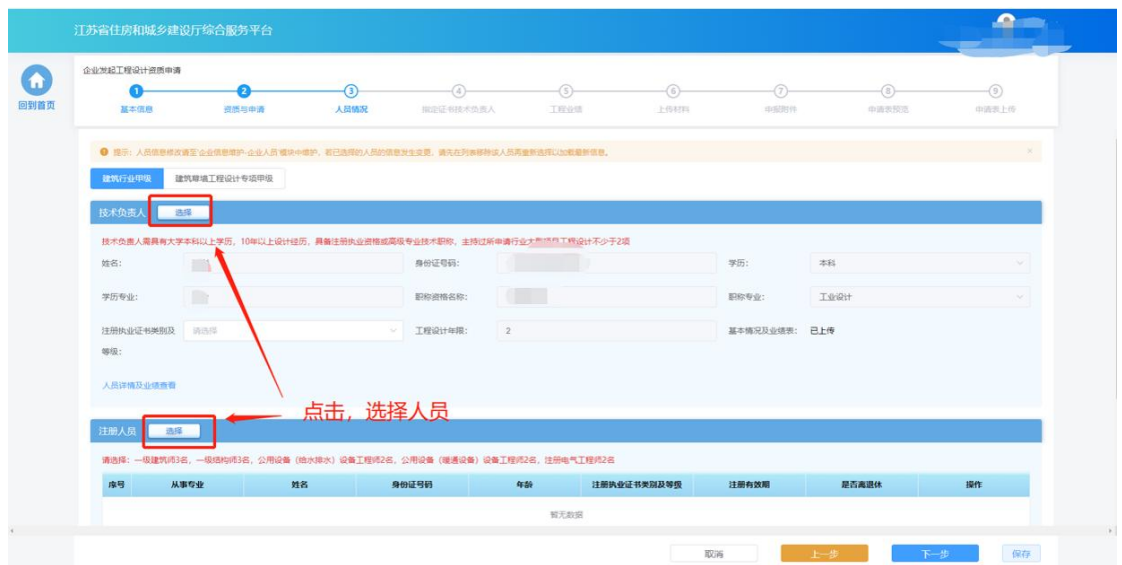 江苏省住房和城乡建设厅综合服务平台
回到首页
企业发起工程设计资质申请
1 2 3 4 5 6 7 8 9
基本信息 资质与申请 人员情况 指定证书技术负责人 工程业绩 上传材料 申报附件 申请表预览 申请表上传
提示：人员信息修改请至'企业信息维护-企业人员'模块中维护，若已选择的人员的信息发生变更，请先在列表移除该人员再重新选择以加载最新信息。 ×
建筑行业甲级 建筑幕墙工程设计专项甲级
技术负责人 选择
技术负责人需具有大学本科以上学历，10年以上设计经历，具备注册执业资格或高级专业技术职称，主持过所申请行业大型项目工程设计不少于2项
姓名： 身份证号码： 学历： 本科
学历专业： 职称资格名称： 职称专业： 工业设计
注册执业证书类别及等级： 请选择 工程设计年限： 2 基本情况及业绩表： 已上传
人员详情及业绩查看
点击，选择人员
注册人员 选择
请选择：一级建筑师3名，一级结构师3名，公用设备（给水排水）设备工程师2名，公用设备（暖通设备）设备工程师2名，注册电气工程师2名
序号 从事专业 姓名 身份证号码 年龄 注册执业证书类别及等级 注册有效期 是否离退休 操作
暂无数据
取消 上一步 下一步 保存